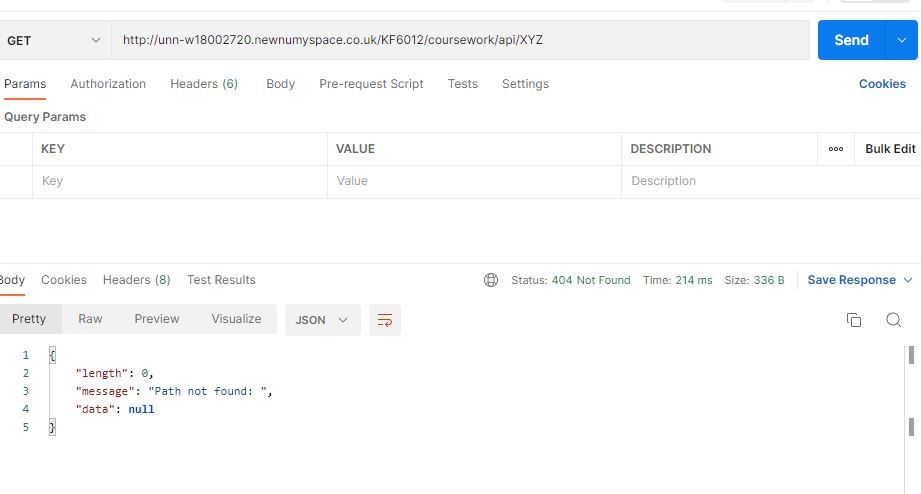 GET http://unn-w18002720.newnumyspace.co.uk/KF6012/coursework/api/XYZ Send
Params Authorization Headers (6) Body Pre-request Script Tests Settings Cookies
Query Params
KEY VALUE DESCRIPTION Bulk Edit
Key Value Description
Body Cookies Headers (8) Test Results Status: 404 Not Found Time: 214 ms Size: 336 B Save Response
Pretty Raw Preview Visualize JSON
1 {
2 "length": 0,
3 "message": "Path not found: ",
4 "data": null
5 }